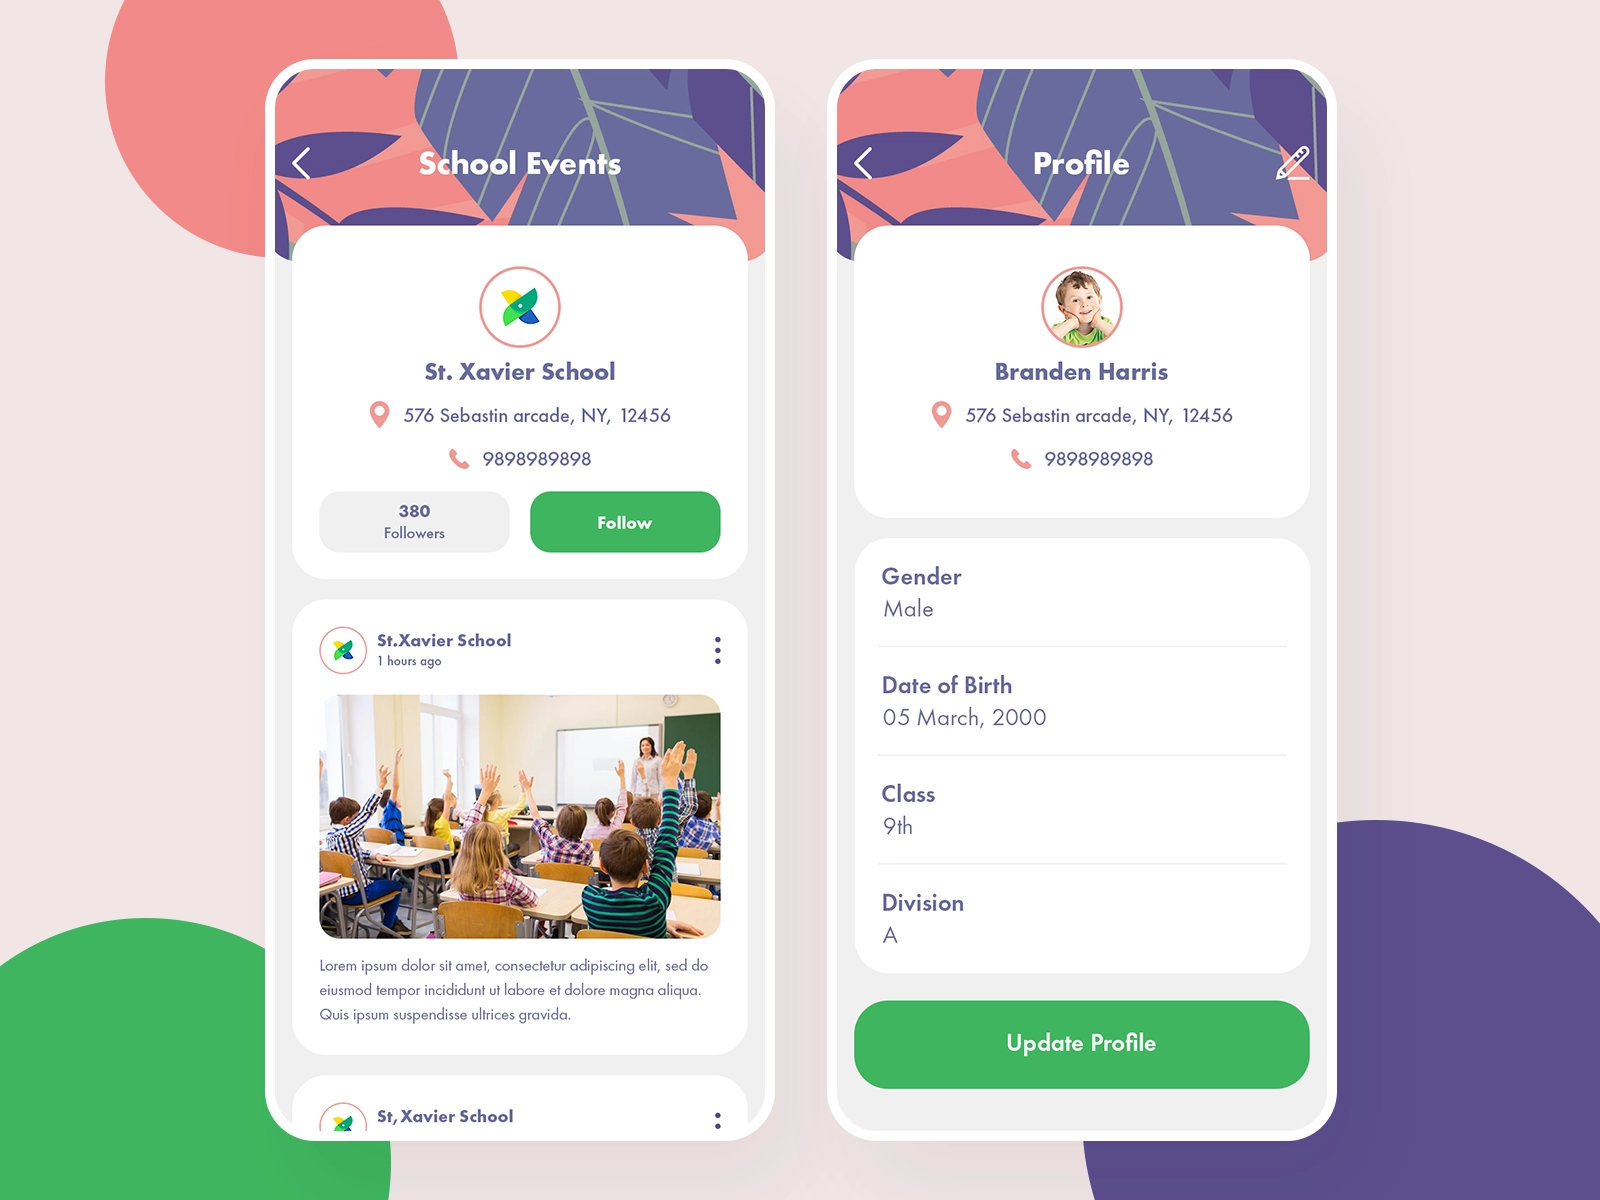 School Events
St. Xavier School
576 Sebastin arcade, NY, 12456
9898989898
380
Followers
Follow
St.Xavier School
1 hours ago
Lorem ipsum dolor sit amet, consectetur adipiscing elit, sed do
eiusmod tempor incididunt ut labore et dolore magna aliqua.
Quis ipsum suspendisse ultrices gravida.
St,Xavier School
Profile
Branden Harris
576 Sebastin arcade, NY, 12456
9898989898
Gender
Male
Date of Birth
05 March, 2000
Class
9th
Division
A
Update Profile